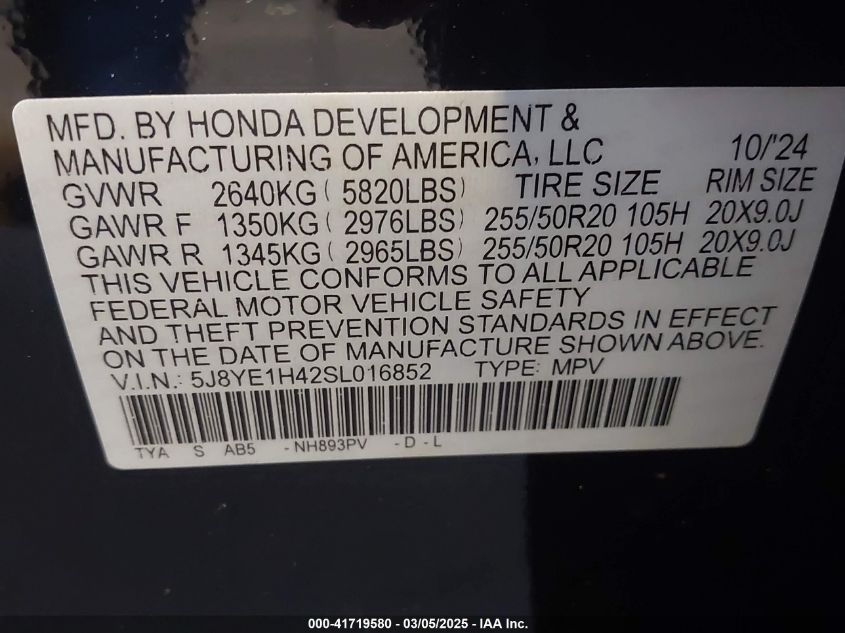 MFD. BY HONDA DEVELOPMENT &
MANUFACTURING OF AMERICA, LLC 10/'24
GVWR 2640KG ( 5820LBS) TIRE SIZE RIM SIZE
GAWR F 1350KG ( 2976LBS) 255/50R20 105H 20X9.0J
GAWR R 1345KG ( 2965LBS) 255/50R20 105H 20X9.0J
THIS VEHICLE CONFORMS TO ALL APPLICABLE
FEDERAL MOTOR VEHICLE SAFETY
AND THEFT PREVENTION STANDARDS IN EFFECT
ON THE DATE OF MANUFACTURE SHOWN ABOVE.
V.I.N.: 5J8YE1H42SL016852 TYPE: MPV
TYA S AB5 -NH893PV -D-L
000-41719580 - 03/05/2025 - IAA Inc.